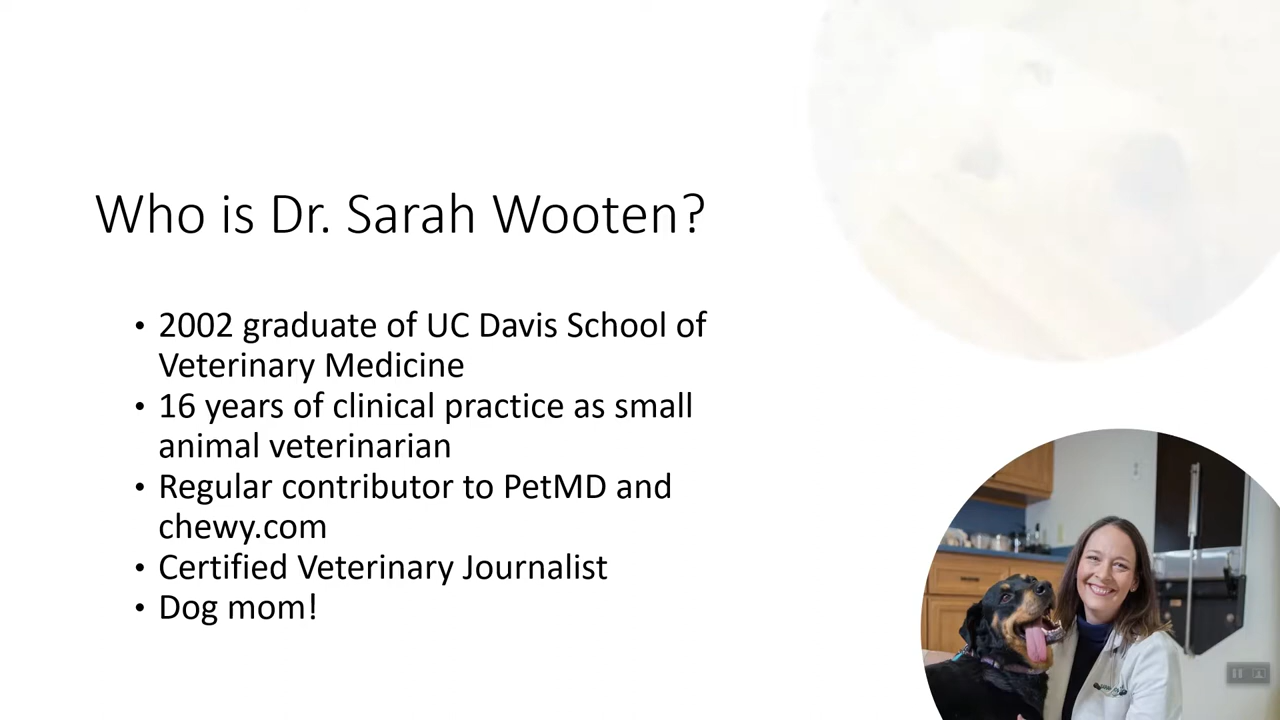 Who is Dr. Sarah Wooten?
• 2002 graduate of UC Davis School of
Veterinary Medicine
• 16 years of clinical practice as small
animal veterinarian
• Regular contributor to PetMD and
chewy.com
• Certified Veterinary Journalist
• Dog mom!